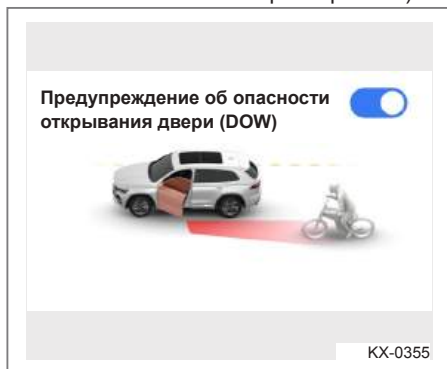 Предупреждение об опасности
открывания двери (DOW)
KX-0355